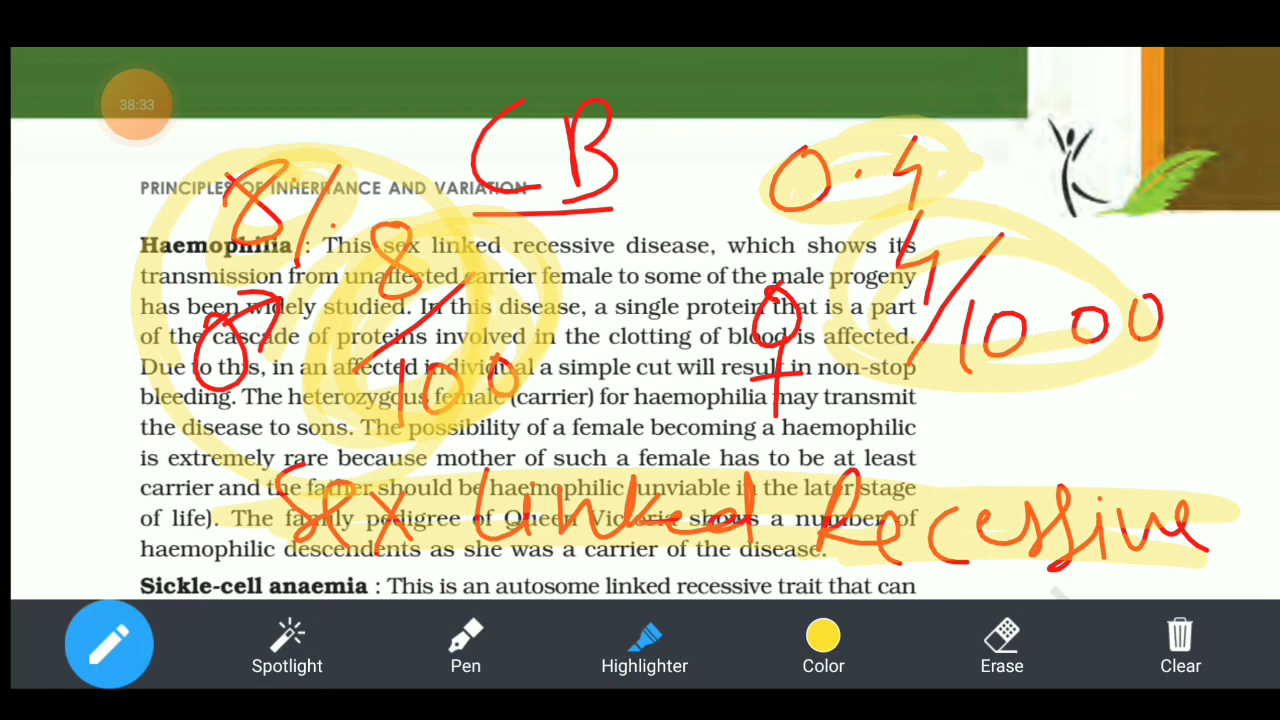 38:33
CB
0.4
PRINCIPLES OF INHERITANCE AND VARIATION
8%
8/100
4/1000
♂
♀
Haemophilia : This sex linked recessive disease, which shows its
transmission from unaffected carrier female to some of the male progeny
has been widely studied. In this disease, a single protein that is a part
of the cascade of proteins involved in the clotting of blood is affected.
Due to this, in an affected individual a simple cut will result in non-stop
bleeding. The heterozygous female (carrier) for haemophilia may transmit
the disease to sons. The possibility of a female becoming a haemophilic
is extremely rare because mother of such a female has to be at least
carrier and the father should be haemophilic (unviable in the later stage
of life). The family pedigree of Queen Victoria shows a number of
haemophilic descendents as she was a carrier of the disease.
Sex linked Recessive
Sickle-cell anaemia : This is an autosome linked recessive trait that can
Spotlight
Pen
Highlighter
Color
Erase
Clear